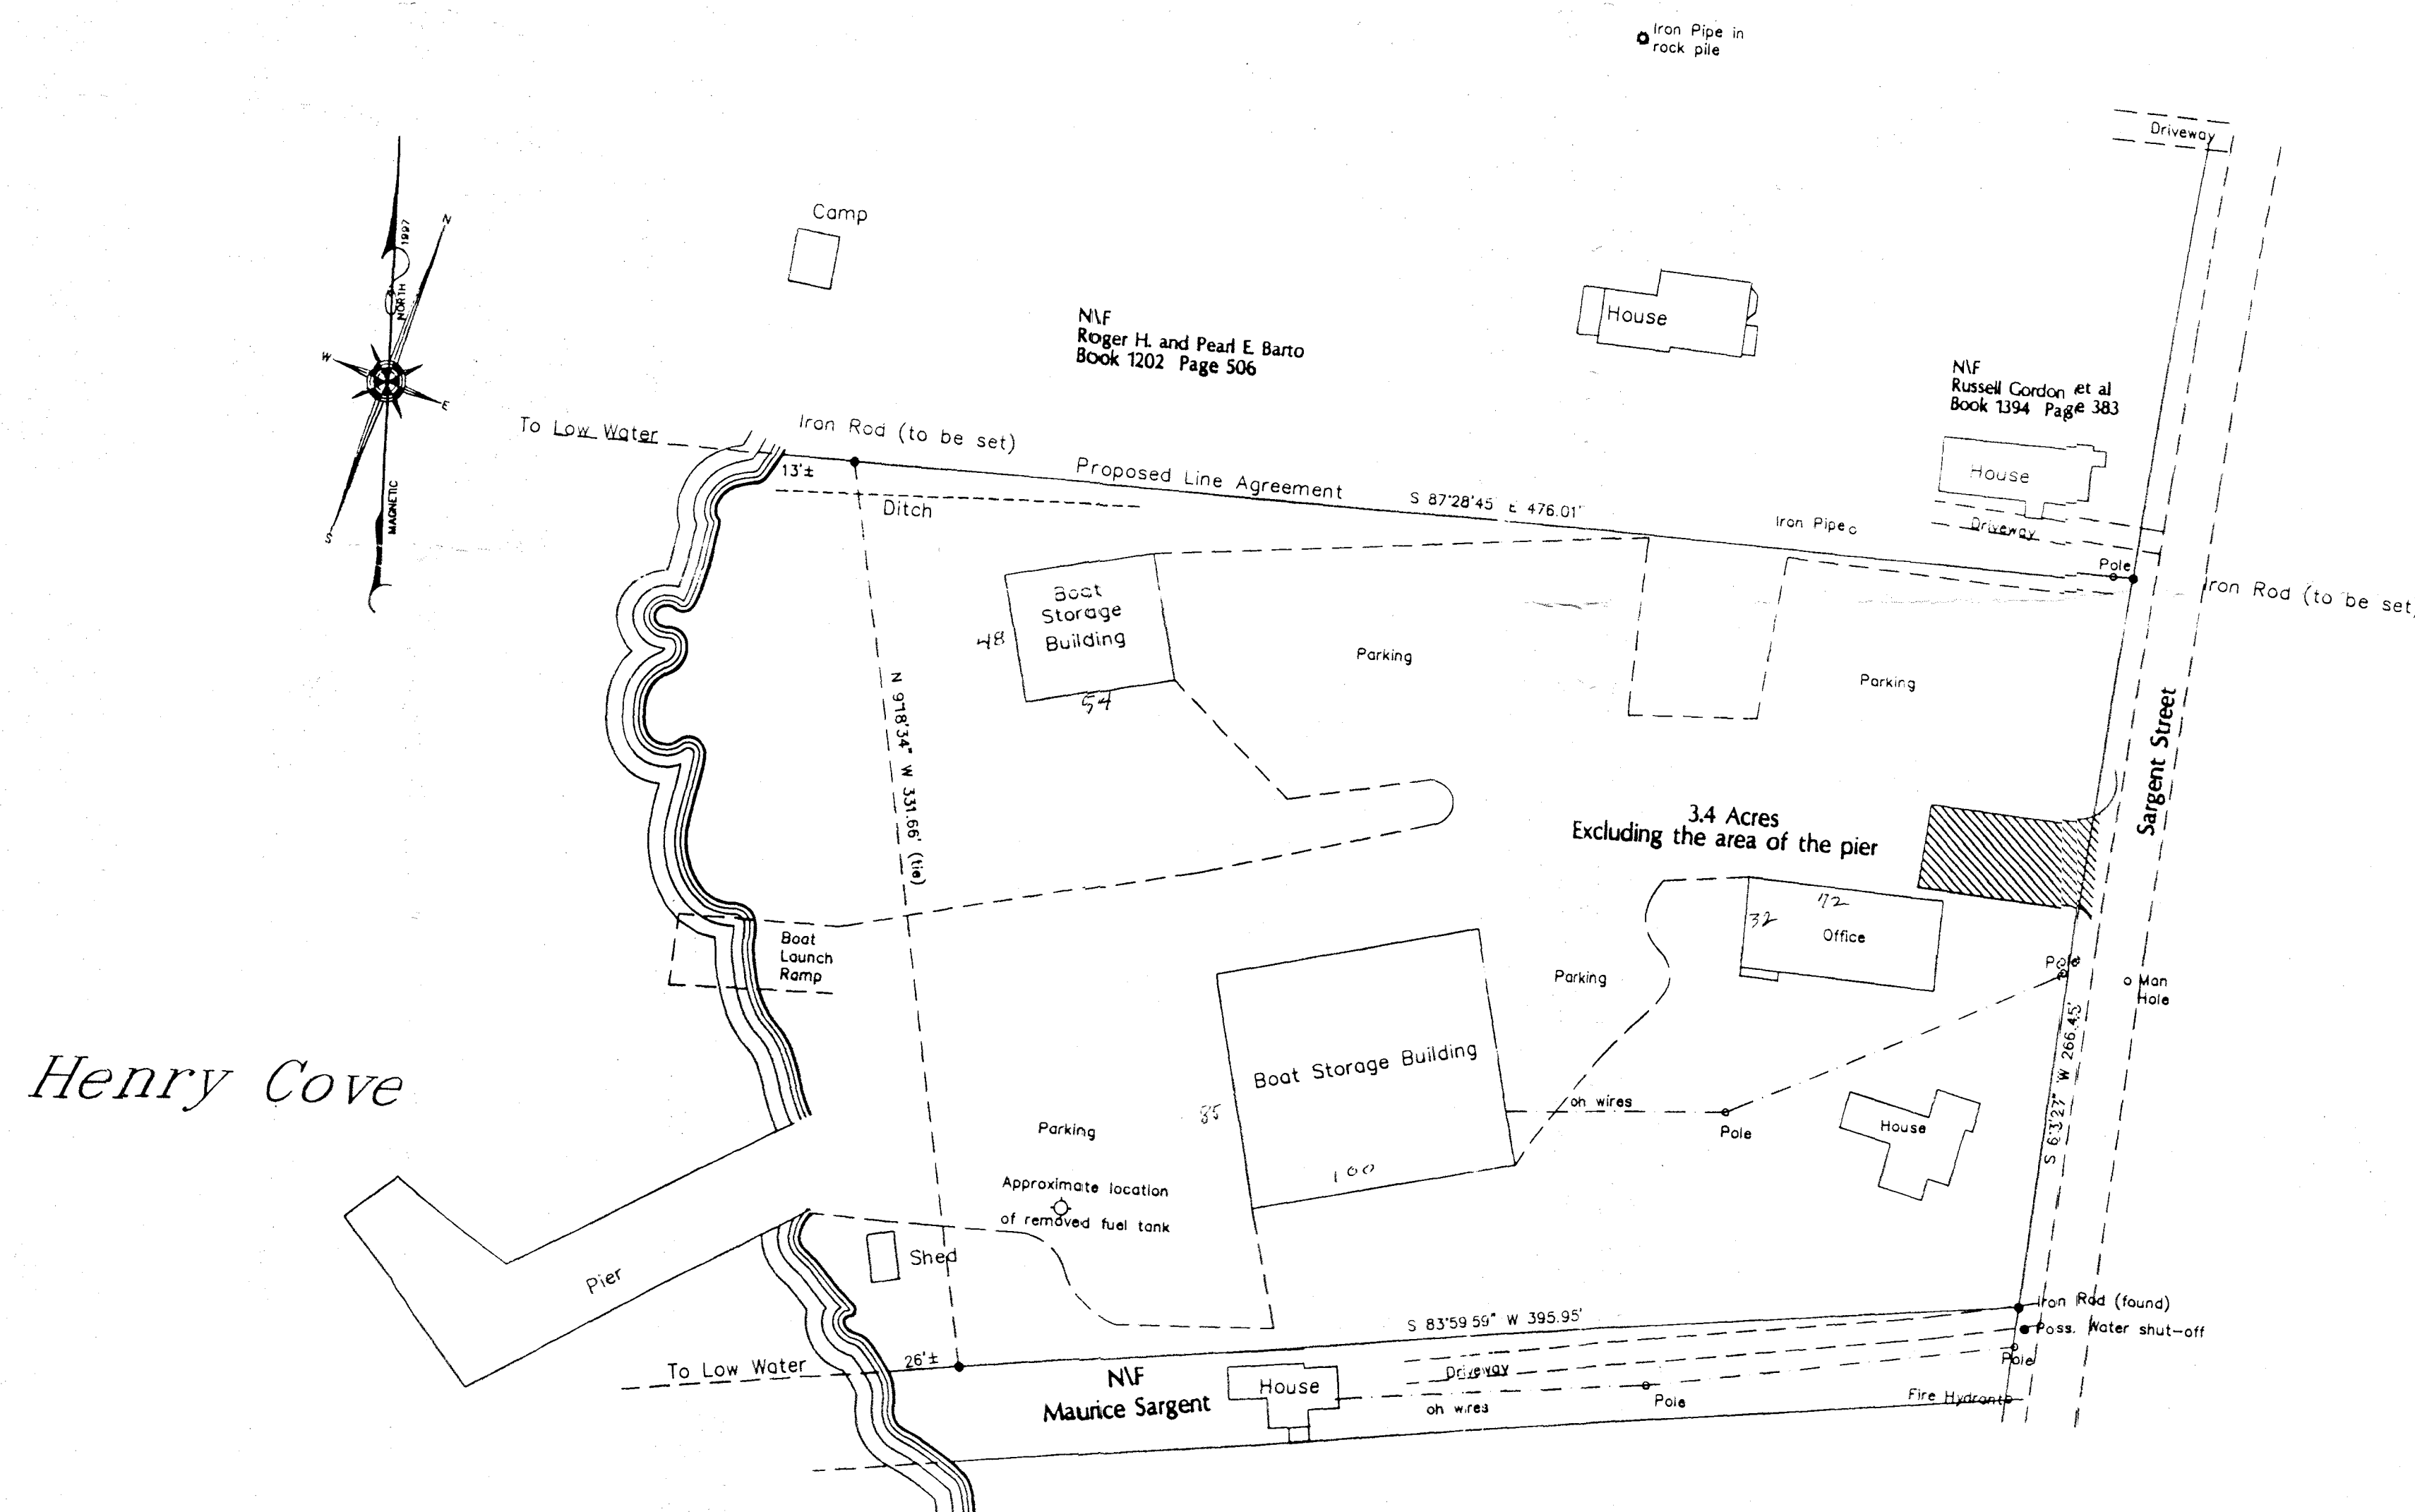 Iron Pipe in
rock pile
Driveway
N
1997
NORTH
W
E
S
MAGNETIC
Camp
N\F
Roger H. and Pearl E. Barto
Book 1202 Page 506
House
N\F
Russell Gordon et al
Book 1394 Page 383
House
Driveway
To Low Water
Iron Rod (to be set)
13'±
Proposed Line Agreement
S 87°28'45" E 476.01'
Iron Pipe
Pole
Iron Rod (to be set
Ditch
Boat
Storage
Building
48
54
Parking
Parking
N 9°18'34" W 331.66' (tie)
Sargent Street
3.4 Acres
Excluding the area of the pier
72
32
Office
Boat
Launch
Ramp
Parking
Pole
Man
Hole
Henry Cove
Boat Storage Building
85
100
oh wires
Pole
House
S 6°3'27" W 266.45'
Parking
Approximate location
of removed fuel tank
Shed
Pier
S 83°59'59" W 395.95'
Iron Rod (found)
Poss. Water shut-off
Pole
To Low Water
26'±
N\F
Maurice Sargent
House
Driveway
oh wires
Pole
Fire Hydrant